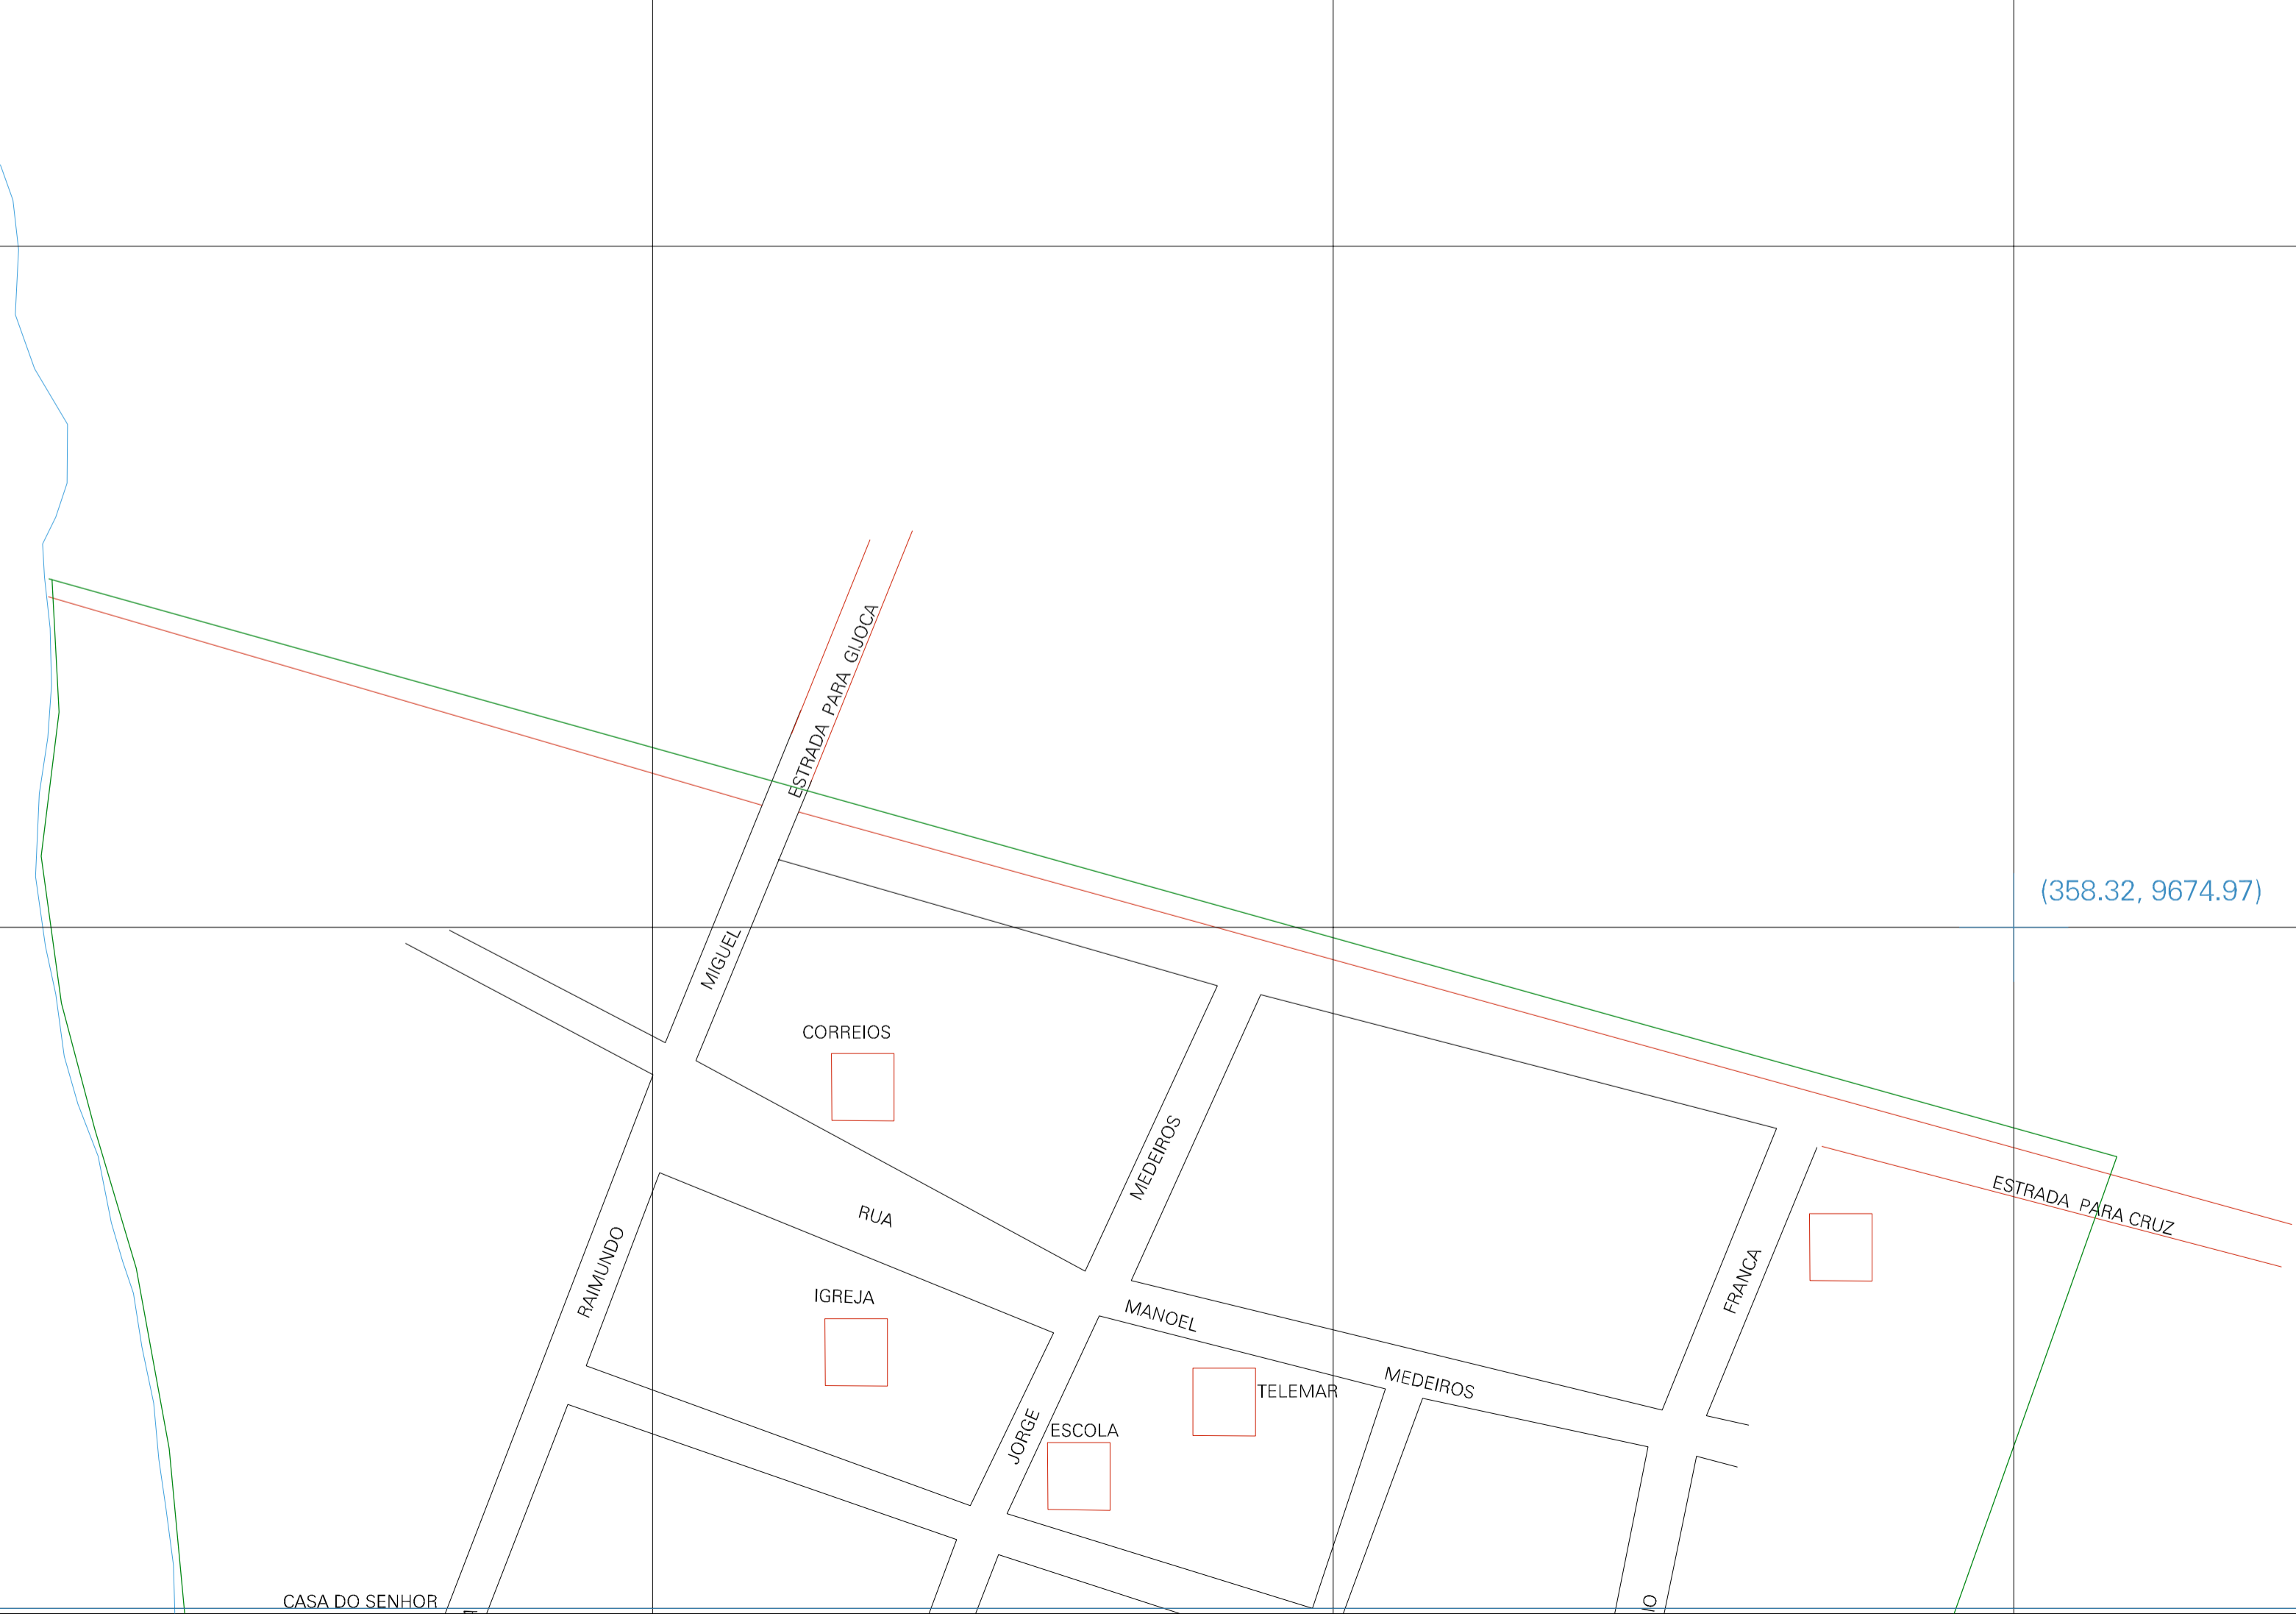 ESTRADA PARA GIJOCA
(358.32, 9674.97)
MIGUEL
CORREIOS
MEDEIROS
ESTRADA PARA CRUZ
RUA
RAIMUNDO
FRANCA
IGREJA
MANOEL
MEDEIROS
TELEMAR
JORGE
ESCOLA
CASA DO SENHOR
IO